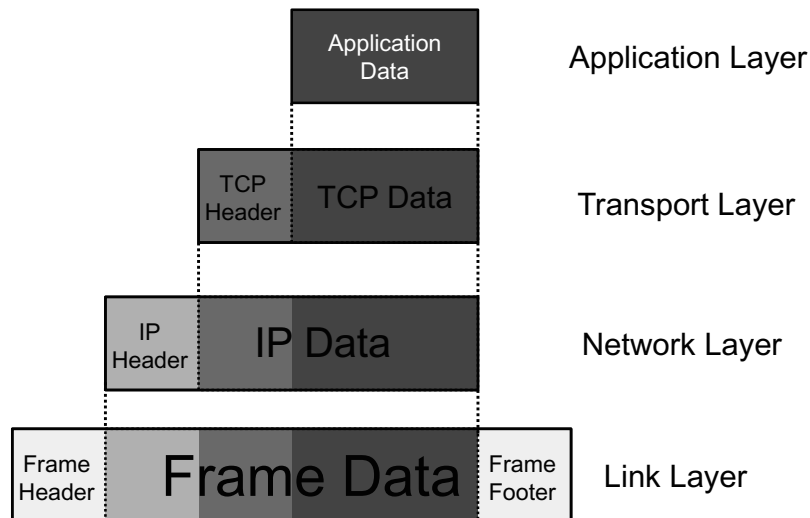 Application
Data
Application Layer
TCP
Header
TCP Data
Transport Layer
IP
Header
IP Data
Network Layer
Frame
Header
Frame Data
Frame
Footer
Link Layer